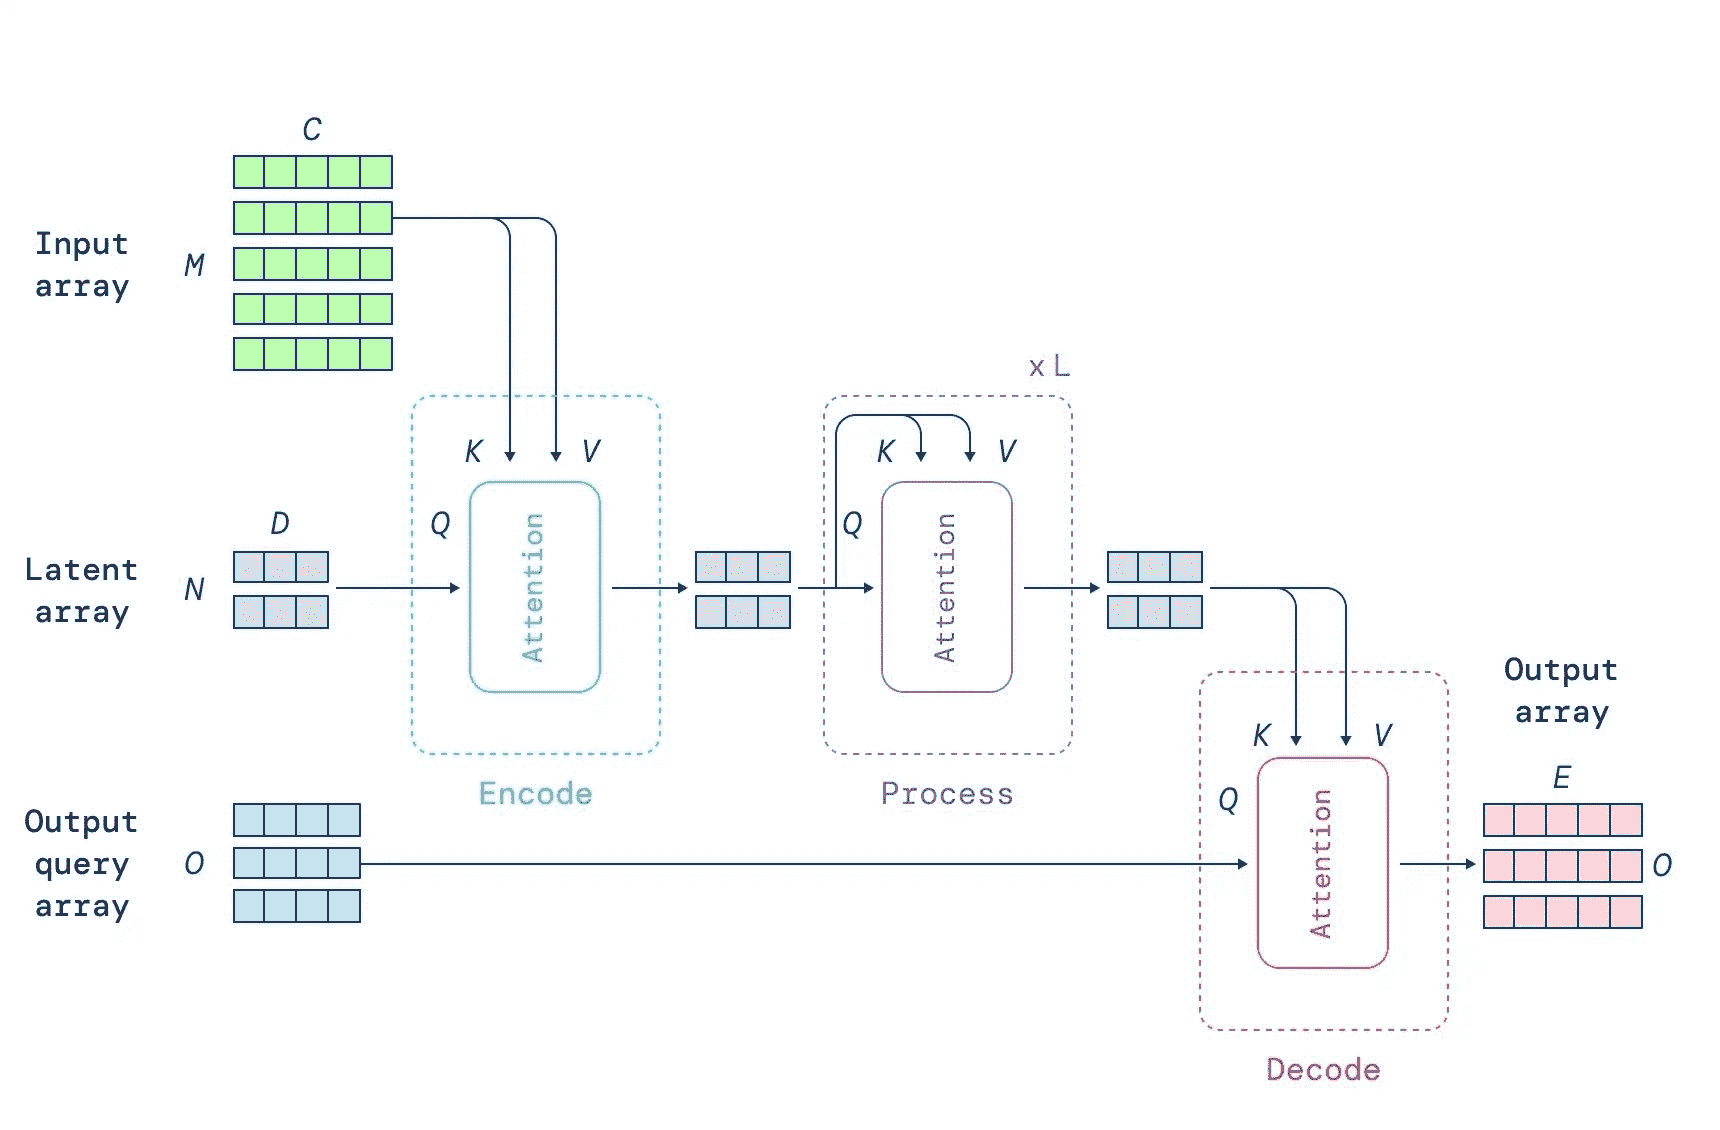 C
Input
array
M
x L
K
V
K
V
D
Q
Q
Latent
array
N
Attention
Attention
Output
array
K
V
E
Encode
Process
Q
Output
query
array
O
Attention
O
Decode